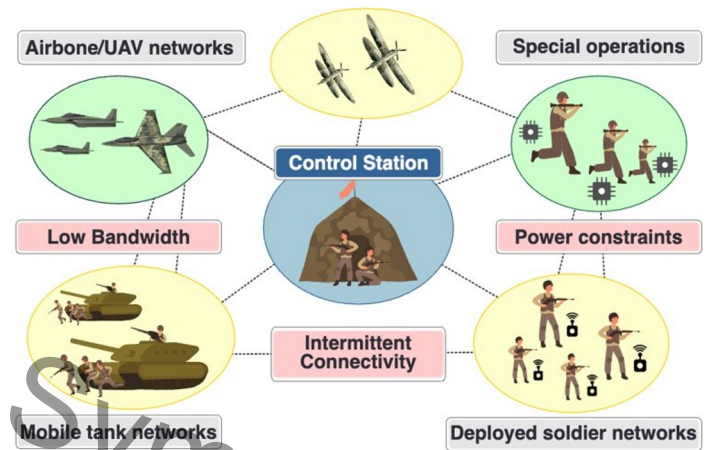 Airbone/UAV networks
Special operations
Control Station
Low Bandwidth
Power constraints
Intermittent
Connectivity
Mobile tank networks
Deployed soldier networks